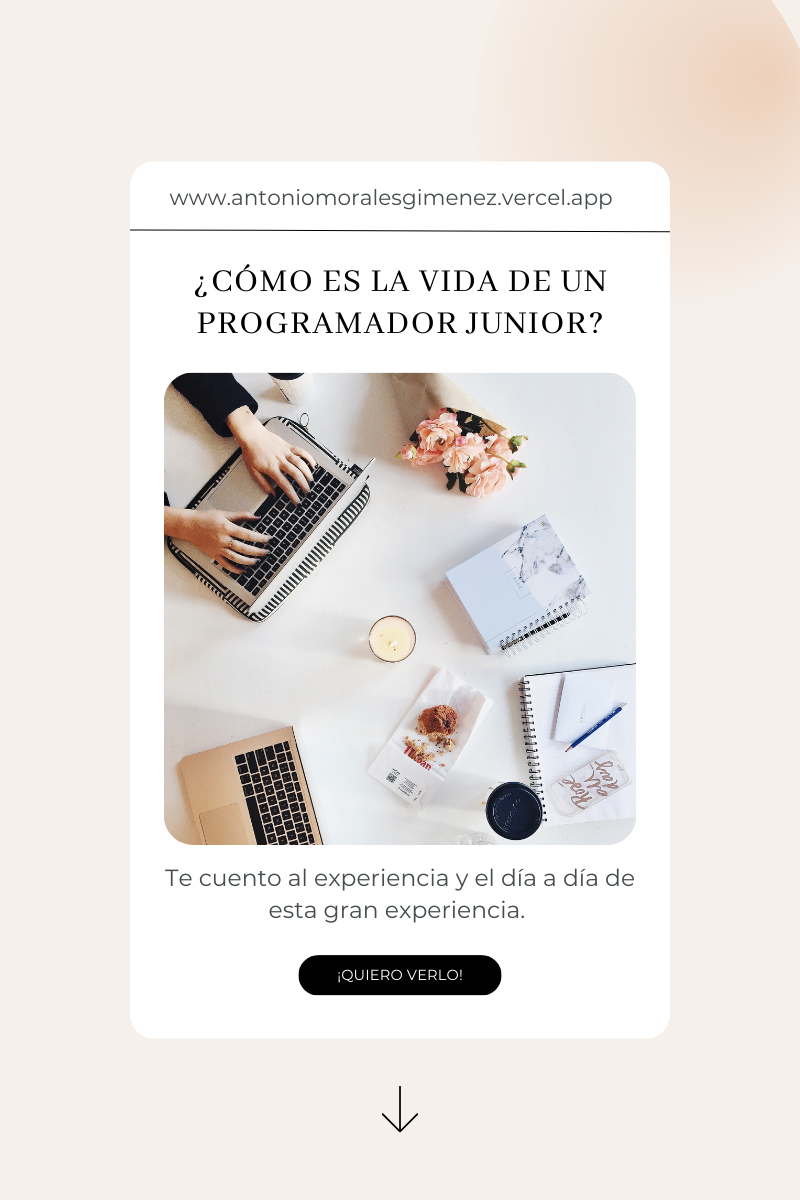 www.antoniomoralesgimenez.vercel.app
¿CÓMO ES LA VIDA DE UN
PROGRAMADOR JUNIOR?
Te cuento al experiencia y el día a día de
esta gran experiencia.
¡QUIERO VERLO!